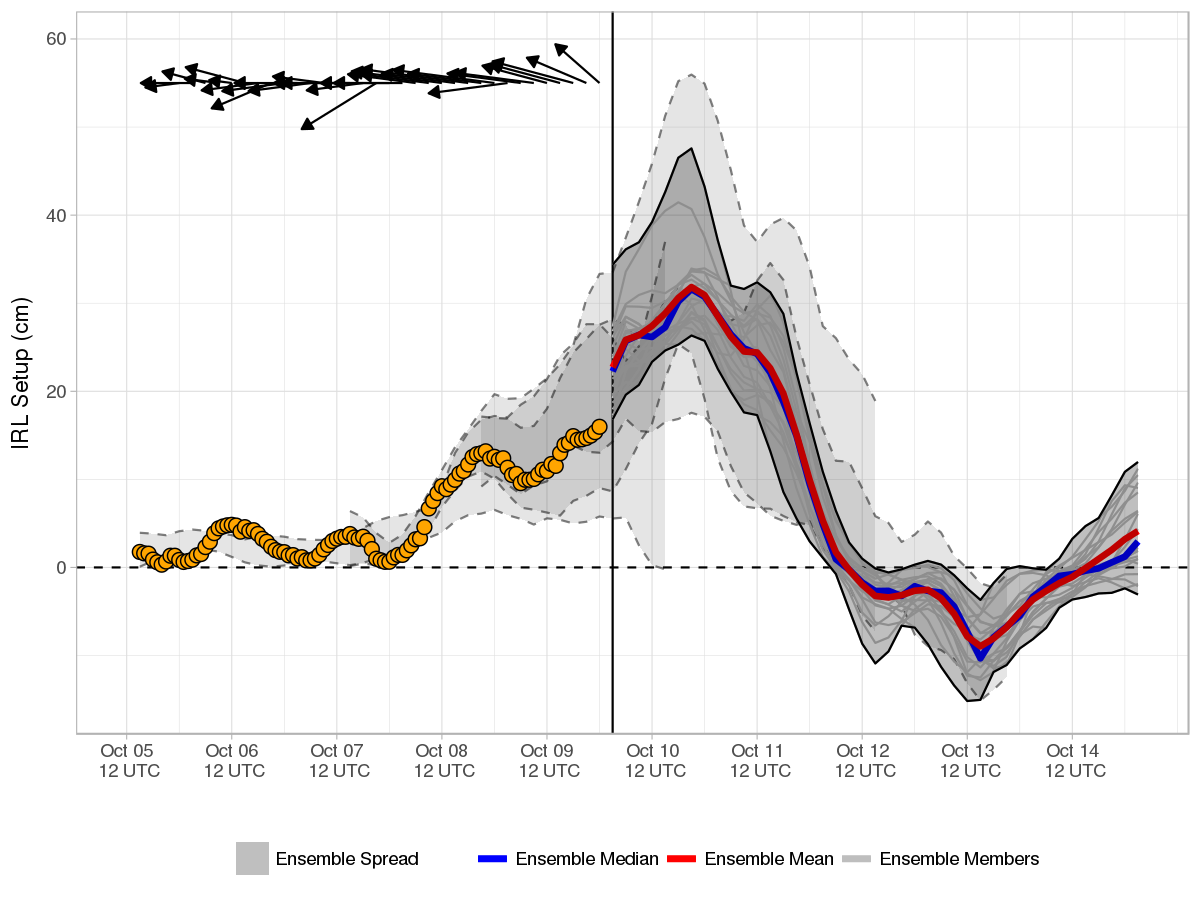 60
40
20
0
IRL Setup (cm)
Oct 05 Oct 06 Oct 07 Oct 08 Oct 09 Oct 10 Oct 11 Oct 12 Oct 13 Oct 14
12 UTC 12 UTC 12 UTC 12 UTC 12 UTC 12 UTC 12 UTC 12 UTC 12 UTC 12 UTC
Ensemble Spread Ensemble Median Ensemble Mean Ensemble Members